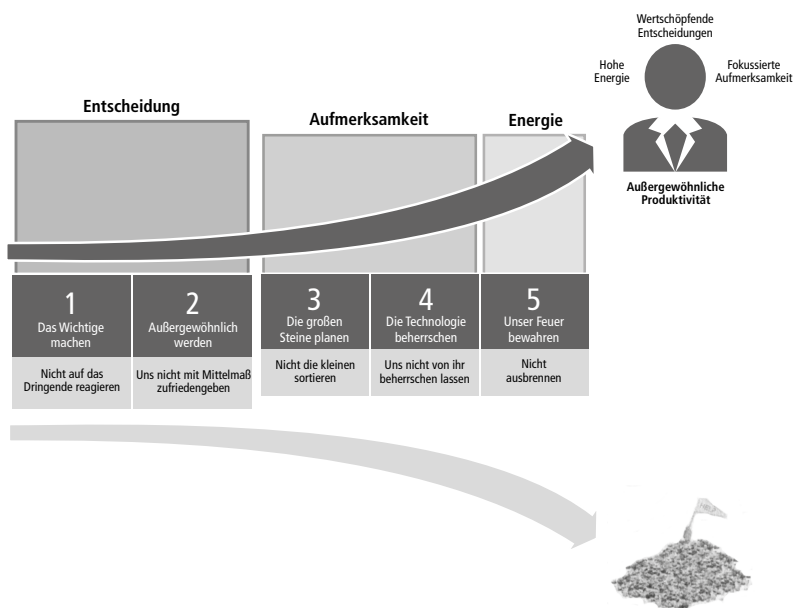 Wertschöpfende
Entscheidungen
Hohe
Energie
Fokussierte
Aufmerksamkeit
Außergewöhnliche
Produktivität
Entscheidung
Aufmerksamkeit
Energie
1
Das Wichtige
machen
2
Außergewöhnlich
werden
3
Die großen
Steine planen
4
Die Technologie
beherrschen
5
Unser Feuer
bewahren
Nicht auf das
Dringende reagieren
Uns nicht mit Mittelmaß
zufriedengeben
Nicht die kleinen
sortieren
Uns nicht von ihr
beherrschen lassen
Nicht
ausbrennen